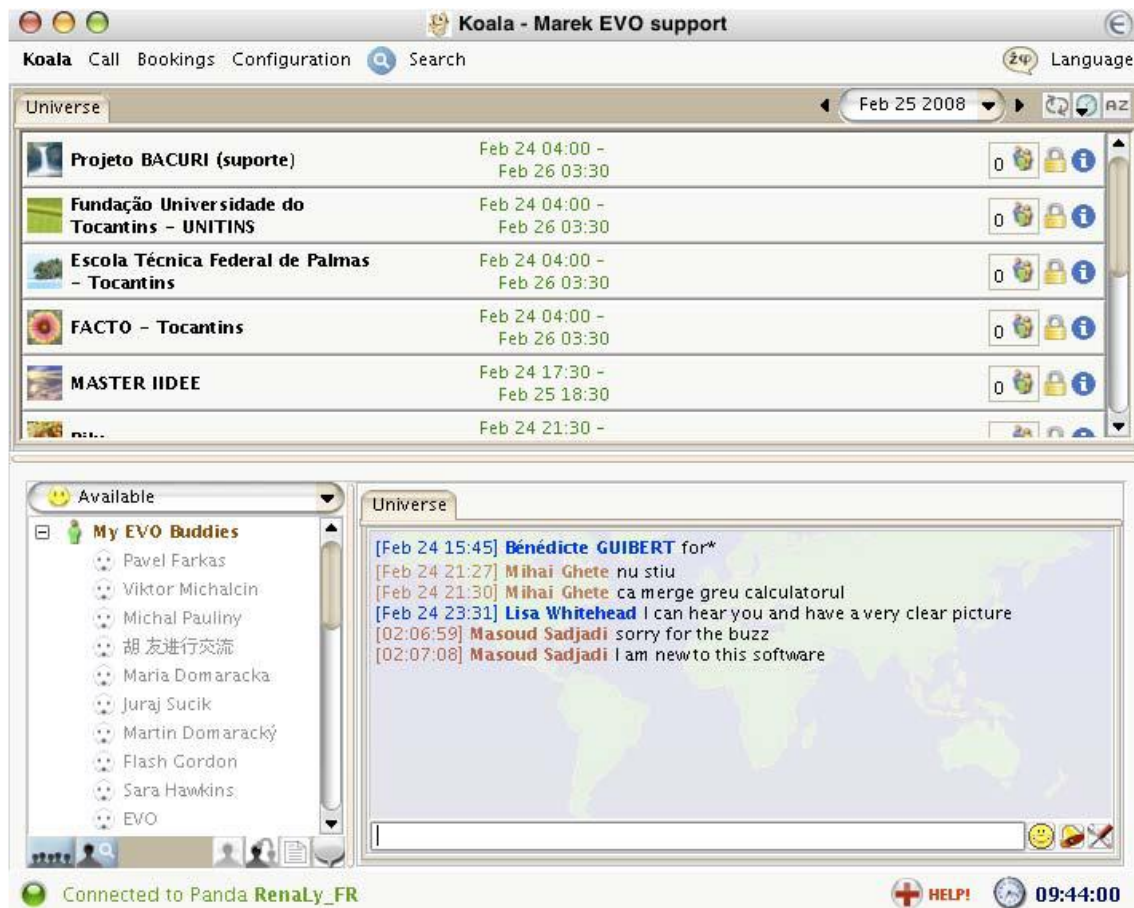 Koala - Marek EVO support
Koala Call Bookings Configuration Search Language
Universe Feb 25 2008 AZ
Projeto BACURI (suporte) Feb 24 04:00 -
Feb 26 03:30
0
Fundação Universidade do Feb 24 04:00 -
Tocantins - UNITINS Feb 26 03:30
0
Escola Técnica Federal de Palmas Feb 24 04:00 -
- Tocantins Feb 26 03:30
0
FACTO - Tocantins Feb 24 04:00 -
Feb 26 03:30
0
MASTER IIDEE Feb 24 17:30 -
Feb 25 18:30
0
Feb 24 21:30 -
Available
My EVO Buddies
Pavel Farkas
Viktor Michalcin
Michal Pauliny
胡 友进行交流
Maria Domaracka
Juraj Sucik
Martin Domaracký
Flash Gordon
Sara Hawkins
EVO
Universe
[Feb 24 15:45] Bénédicte GUIBERT for*
[Feb 24 21:27] Mihai Ghete nu stiu
[Feb 24 21:30] Mihai Ghete ca merge greu calculatorul
[Feb 24 23:31] Lisa Whitehead I can hear you and have a very clear picture
[02:06:59] Masoud Sadjadi sorry for the buzz
[02:07:08] Masoud Sadjadi I am new to this software
Connected to Panda RenaLy_FR
HELP! 09:44:00